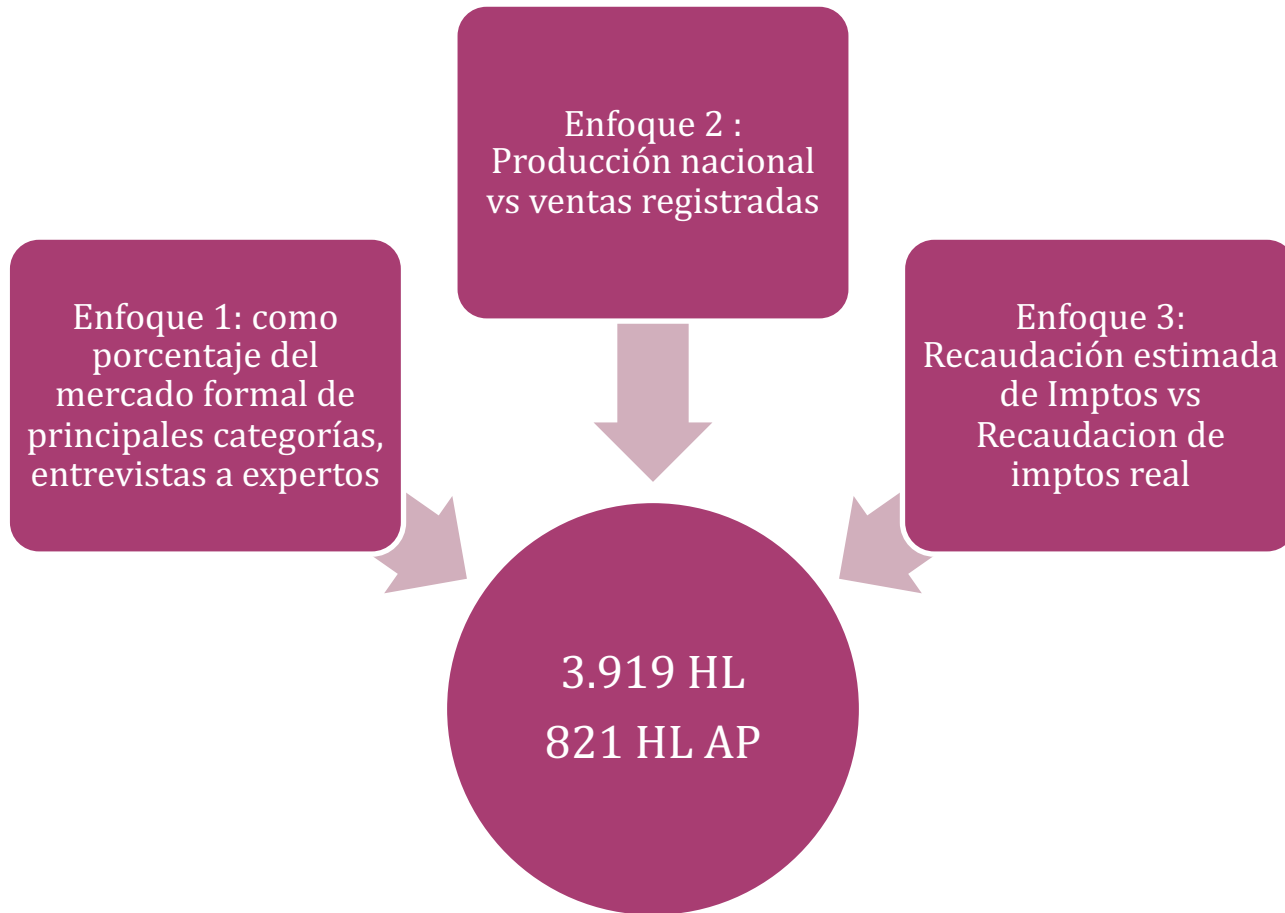 Enfoque 1: como
porcentaje del
mercado formal de
principales categorías,
entrevistas a expertos
Enfoque 2 :
Producción nacional
vs ventas registradas
Enfoque 3:
Recaudación estimada
de Imptos vs
Recaudacion de
imptos real
3.919 HL
821 HL AP